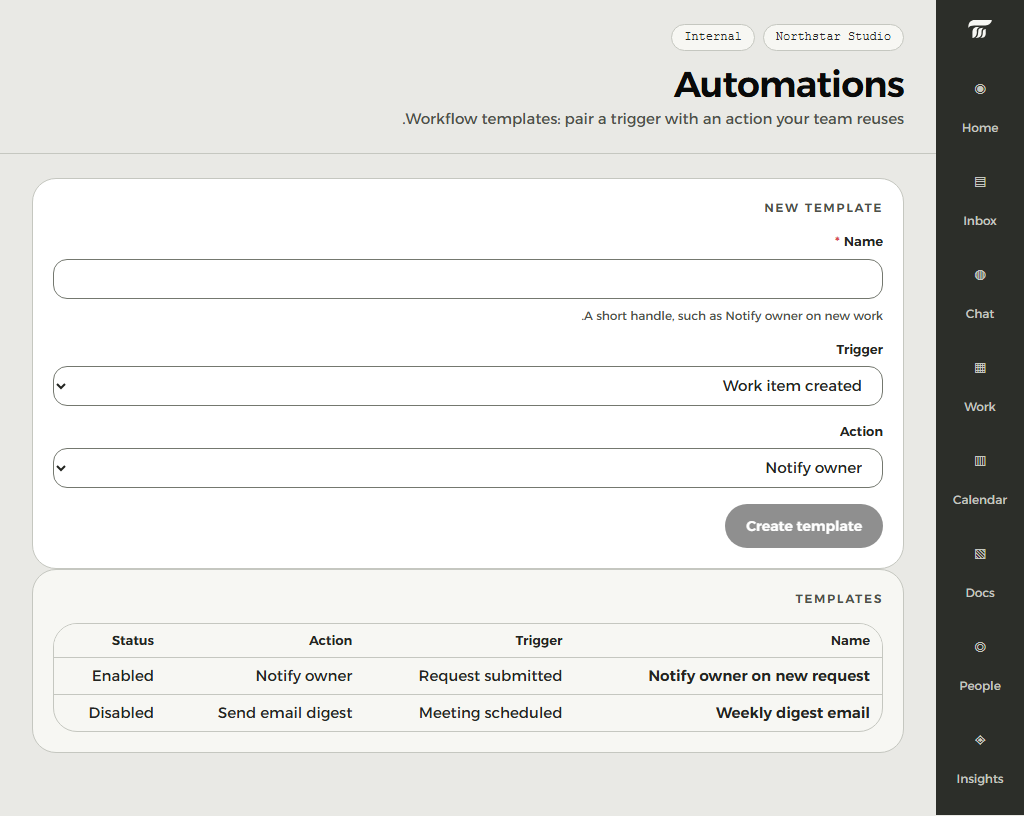 Internal
Northstar Studio
Automations
.Workflow templates: pair a trigger with an action your team reuses
NEW TEMPLATE
* Name
.A short handle, such as Notify owner on new work
Trigger
Work item created
Action
Notify owner
Create template
TEMPLATES
Name Trigger Action Status
Notify owner on new request Request submitted Notify owner Enabled
Weekly digest email Meeting scheduled Send email digest Disabled
Home
Inbox
Chat
Work
Calendar
Docs
People
Insights